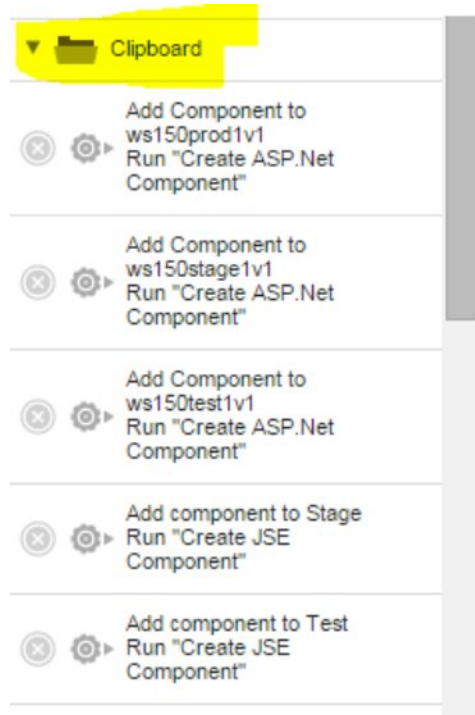 Clipboard
Add Component to
ws150prod1v1
Run "Create ASP.Net
Component"
Add Component to
ws150stage1v1
Run "Create ASP.Net
Component"
Add Component to
ws150test1v1
Run "Create ASP.Net
Component"
Add component to Stage
Run "Create JSE
Component"
Add component to Test
Run "Create JSE
Component"